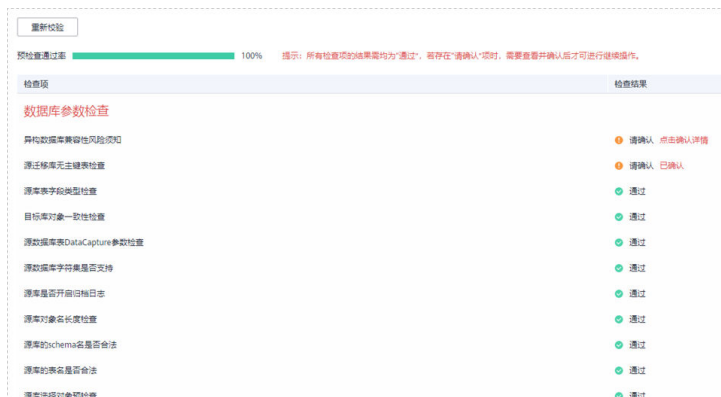 重新校验
预检查通过率 100% 提示：所有检查项的结果需均为“通过”，若存在“请确认”项时，需要查看并确认后才可进行继续操作。
检查项 检查结果
数据库参数检查
异构数据库兼容性风险须知 请确认 点击确认详情
源迁移库无主键表检查 请确认 已确认
源库表字段类型检查 通过
目标库对象一致性检查 通过
源数据库表DataCapture参数检查 通过
源数据库字符集是否支持 通过
源库是否开启归档日志 通过
源库对象名长度检查 通过
源库的schema名是否合法 通过
源库的表名是否合法 通过
源库选择对象预检查 通过